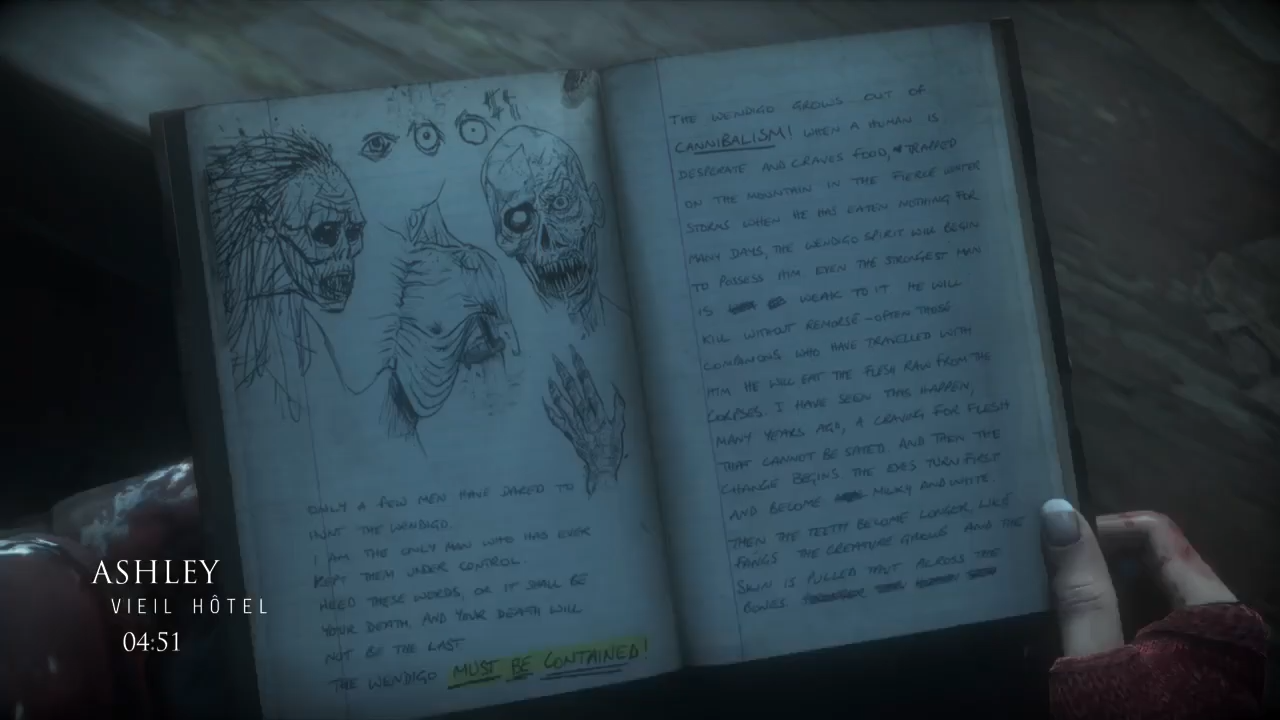 ONLY A FEW MEN HAVE DARED TO
HUNT THE WENDIGO.
I AM THE ONLY MAN WHO HAS EVER
KEPT THEM UNDER CONTROL.
HEED THESE WORDS, OR IT SHALL BE
YOUR DEATH. AND YOUR DEATH WILL
NOT BE THE LAST
THE WENDIGO MUST BE CONTAINED!
THE WENDIGO GROWS OUT OF
CANNIBALISM! WHEN A HUMAN IS
DESPERATE AND CRAVES FOOD, TRAPPED
ON THE MOUNTAIN IN THE FIERCE WINTER
STORMS WHEN HE HAS EATEN NOTHING FOR
MANY DAYS, THE WENDIGO SPIRIT WILL BEGIN
TO POSSESS HIM. EVEN THE STRONGEST MAN
IS WEAK TO IT. HE WILL
KILL WITHOUT REMORSE - OFTEN THOSE
COMPANIONS WHO HAVE TRAVELLED WITH
HIM. HE WILL EAT THE FLESH RAW FROM THE
CORPSES. I HAVE SEEN THIS HAPPEN,
MANY YEARS AGO, A CRAVING FOR FLESH
THAT CANNOT BE SATED. AND THEN THE
CHANGE BEGINS. THE EYES TURN FIRST
AND BECOME MILKY AND WHITE.
THEN THE TEETH BECOME LONGER, LIKE
FANGS. THE CREATURE GROWS AND THE
SKIN IS PULLED TAUT ACROSS THE
BONES.
ASHLEY
VIEIL HÔTEL
04:51